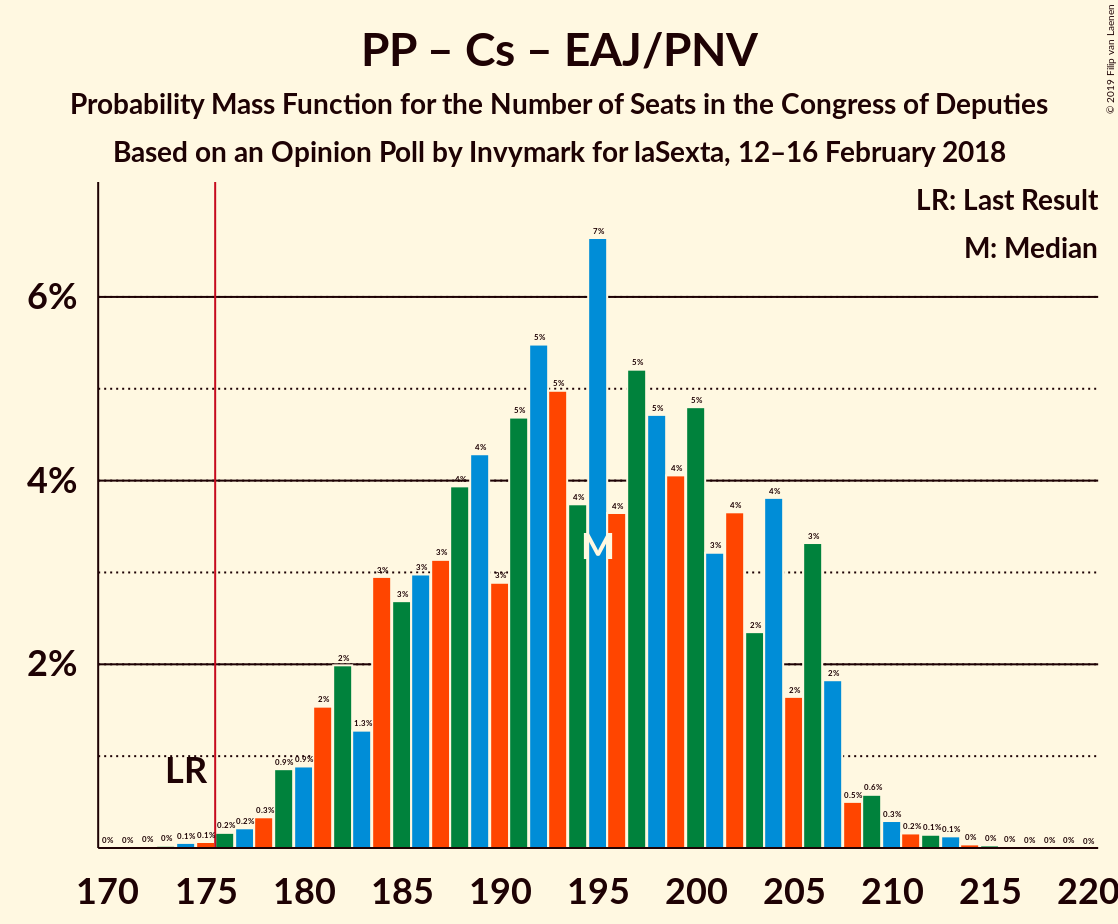 PP – Cs – EAJ/PNV
Probability Mass Function for the Number of Seats in the Congress of Deputies
Based on an Opinion Poll by Invymark for laSexta, 12–16 February 2018
© 2019 Filip van Laenen
LR: Last Result
M: Median
6%
4%
2%
LR
M
0% 0% 0% 0% 0.1% 0.1% 0.2% 0.2% 0.3% 0.9% 0.9% 2% 2% 1.3% 3% 3% 3% 3% 4% 4% 3% 5% 5% 5% 4% 7% 4% 5% 5% 4% 5% 3% 4% 2% 4% 2% 3% 2% 0.5% 0.6% 0.3% 0.2% 0.1% 0.1% 0% 0% 0% 0% 0% 0% 0%
170 175 180 185 190 195 200 205 210 215 220